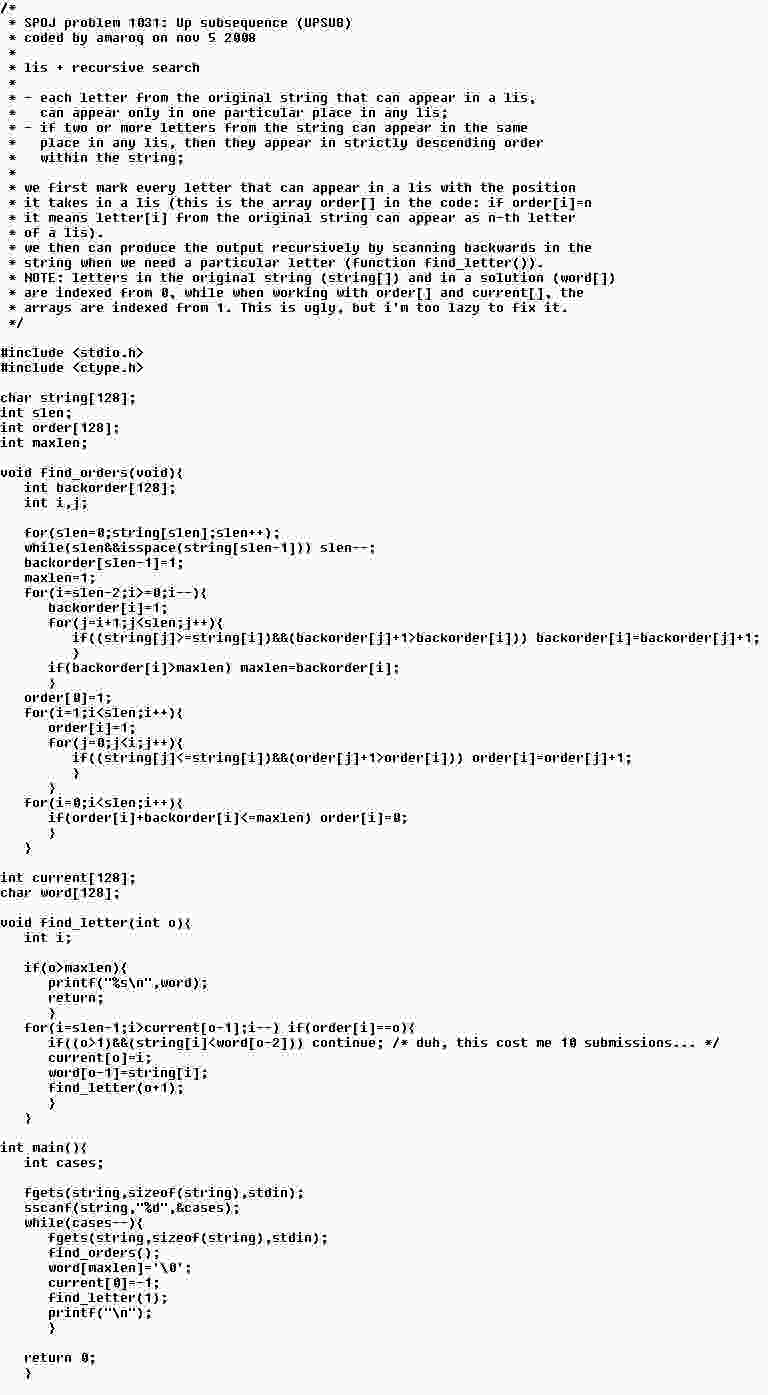 /*
 * SPOJ problem 1031: Up subsequence (UPSUB)
 * coded by amaroq on nov 5 2008
 *
 * lis + recursive search
 *
 * - each letter from the original string that can appear in a lis,
 *   can appear only in one particular place in any lis;
 * - if two or more letters from the string can appear in the same
 *   place in any lis, then they appear in strictly descending order
 *   within the string;
 *
 * we first mark every letter that can appear in a lis with the position
 * it takes in a lis (this is the array order[] in the code: if order[i]=n
 * it means letter[i] from the original string can appear as n-th letter
 * of a lis).
 * we then can produce the output recursively by scanning backwards in the
 * string when we need a particular letter (function find_letter()).
 * NOTE: letters in the original string (string[]) and in a solution (word[])
 * are indexed from 0, while when working with order[] and current[], the
 * arrays are indexed from 1. This is ugly, but i'm too lazy to fix it.
 */

#include <stdio.h>
#include <ctype.h>

char string[128];
int slen;
int order[128];
int maxlen;

void find_orders(void){
   int backorder[128];
   int i,j;

   for(slen=0;string[slen];slen++);
   while(slen&&isspace(string[slen-1])) slen--;
   backorder[slen-1]=1;
   maxlen=1;
   for(i=slen-2;i>=0;i--){
      backorder[i]=1;
      for(j=i+1;j<slen;j++){
         if((string[j]>=string[i])&&(backorder[j]+1>backorder[i])) backorder[i]=backorder[j]+1;
         }
      if(backorder[i]>maxlen) maxlen=backorder[i];
      }
   order[0]=1;
   for(i=1;i<slen;i++){
      order[i]=1;
      for(j=0;j<i;j++){
         if((string[j]<=string[i])&&(order[j]+1>order[i])) order[i]=order[j]+1;
         }
      }
   for(i=0;i<slen;i++){
      if(order[i]+backorder[i]<=maxlen) order[i]=0;
      }
   }

int current[128];
char word[128];

void find_letter(int o){
   int i;

   if(o>maxlen){
      printf("%s\n",word);
      return;
      }
   for(i=slen-1;i>current[o-1];i--) if(order[i]==o){
      if((o>1)&&(string[i]<word[o-2])) continue; /* duh, this cost me 10 submissions... */
      current[o]=i;
      word[o-1]=string[i];
      find_letter(o+1);
      }
   }

int main(){
   int cases;

   fgets(string,sizeof(string),stdin);
   sscanf(string,"%d",&cases);
   while(cases--){
      fgets(string,sizeof(string),stdin);
      find_orders();
      word[maxlen]='\0';
      current[0]=-1;
      find_letter(1);
      printf("\n");
      }

   return 0;
   }